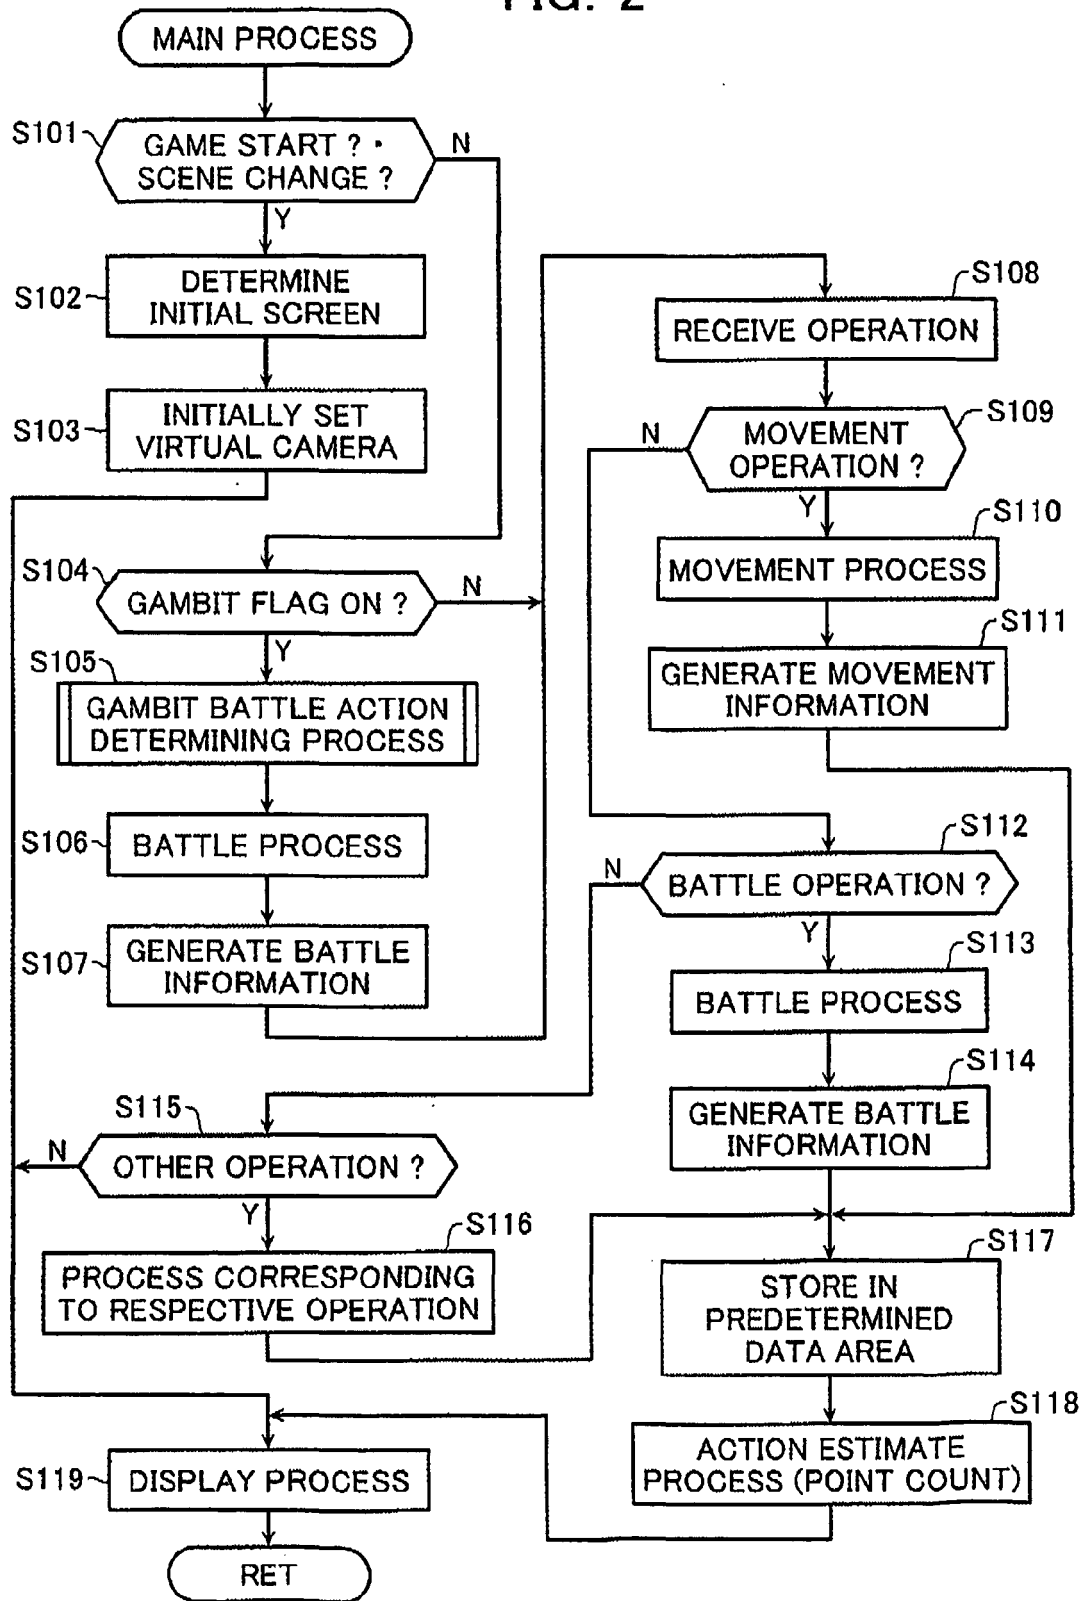 FIG. 2
MAIN PROCESS
S101
GAME START ?
SCENE CHANGE ?
N
Y
S102
DETERMINE
INITIAL SCREEN
S103
INITIALLY SET
VIRTUAL CAMERA
S104
GAMBIT FLAG ON ?
N
Y
S105
GAMBIT BATTLE ACTION
DETERMINING PROCESS
S106
BATTLE PROCESS
S107
GENERATE BATTLE
INFORMATION
S108
RECEIVE OPERATION
S109
N
MOVEMENT
OPERATION ?
Y
S110
MOVEMENT PROCESS
S111
GENERATE MOVEMENT
INFORMATION
S112
N
BATTLE OPERATION ?
Y
S113
BATTLE PROCESS
S114
GENERATE BATTLE
INFORMATION
S115
N
OTHER OPERATION ?
Y
S116
PROCESS CORRESPONDING
TO RESPECTIVE OPERATION
S117
STORE IN
PREDETERMINED
DATA AREA
S118
ACTION ESTIMATE
PROCESS (POINT COUNT)
S119
DISPLAY PROCESS
RET